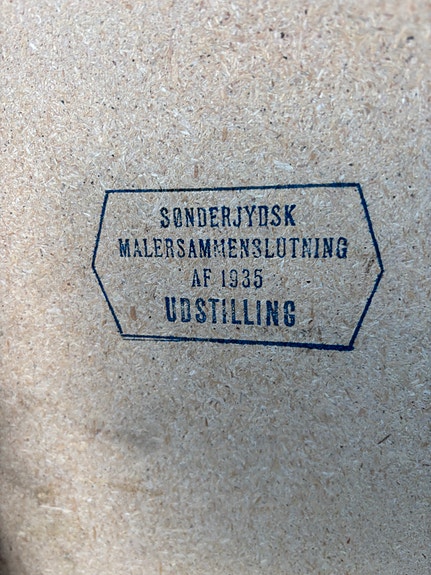 SØNDERJYDSK
MALERSAMMENSLUTNING
AF 1935
UDSTILLING